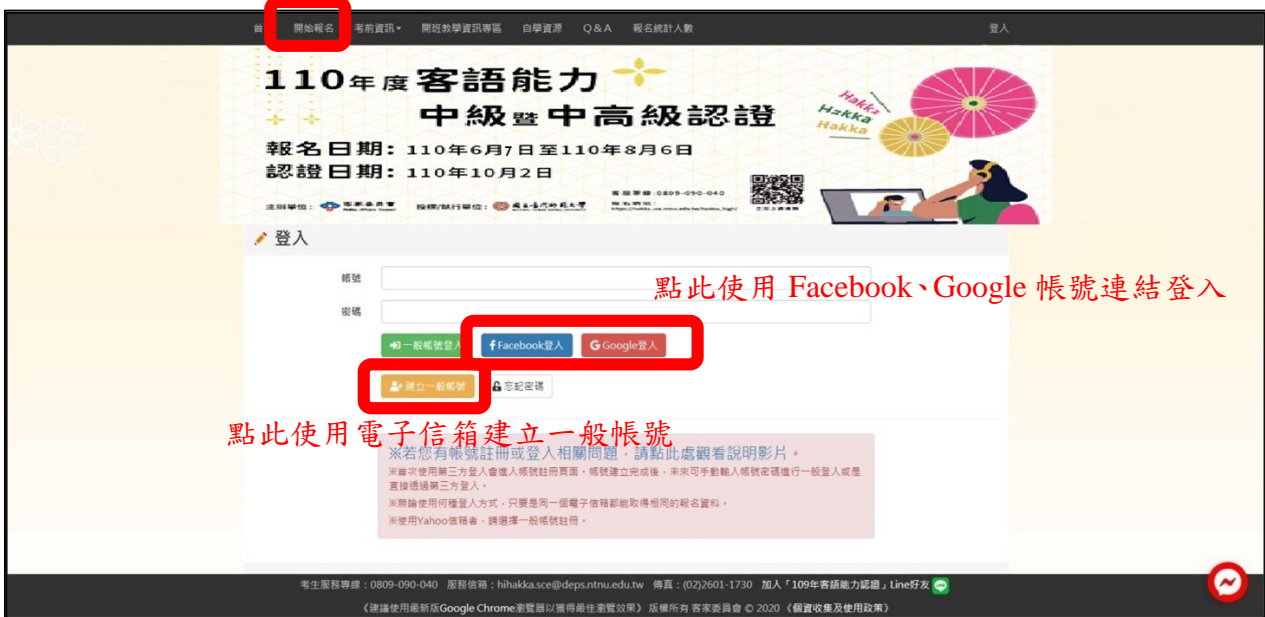 開始報名 考前資訊 開班教學資訊專區 自學資源 Q&A 報名統計人數 登入
110年度客語能力
中級暨中高級認證
Hakka
Hakka
Hakka
報名日期：110年6月7日至110年8月6日
認證日期：110年10月2日
客服專線:0809-090-040
主辦單位：客家委員會
登入
帳號
點此使用 Facebook、Google 帳號連結登入
密碼
一般帳號登入 Facebook登入 Google登入
建立一般帳號 忘記密碼
點此使用電子信箱建立一般帳號
※若您有帳號註冊或登入相關問題，請點此處觀看說明影片。
※首次使用第三方登入會進入帳號註冊頁面，帳號建立完成後，未來可手動輸入帳號密碼進行一般登入或是
直接透過第三方登入。
※無論使用何種登入方式，只要是同一個電子信箱都能取得相同的報名資料。
※使用Yahoo信箱者，請選擇一般帳號註冊。
考生服務專線：0809-090-040 服務信箱：hihakka.sce@deps.ntnu.edu.tw 傳真：(02)2601-1730 加入「109年客語能力認證」Line好友
《建議使用最新版Google Chrome瀏覽器以獲得最佳瀏覽效果》 版權所有 客家委員會 © 2020 《個資收集及使用政策》